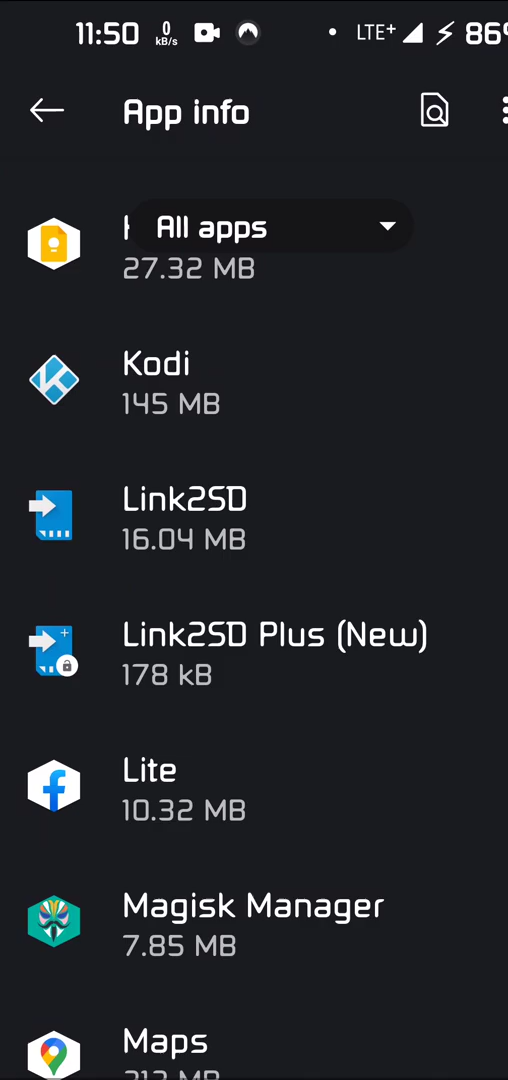 11:50 0 kB/s LTE+ 86
App info
All apps
27.32 MB
Kodi
145 MB
Link2SD
16.04 MB
Link2SD Plus (New)
178 kB
Lite
10.32 MB
Magisk Manager
7.85 MB
Maps